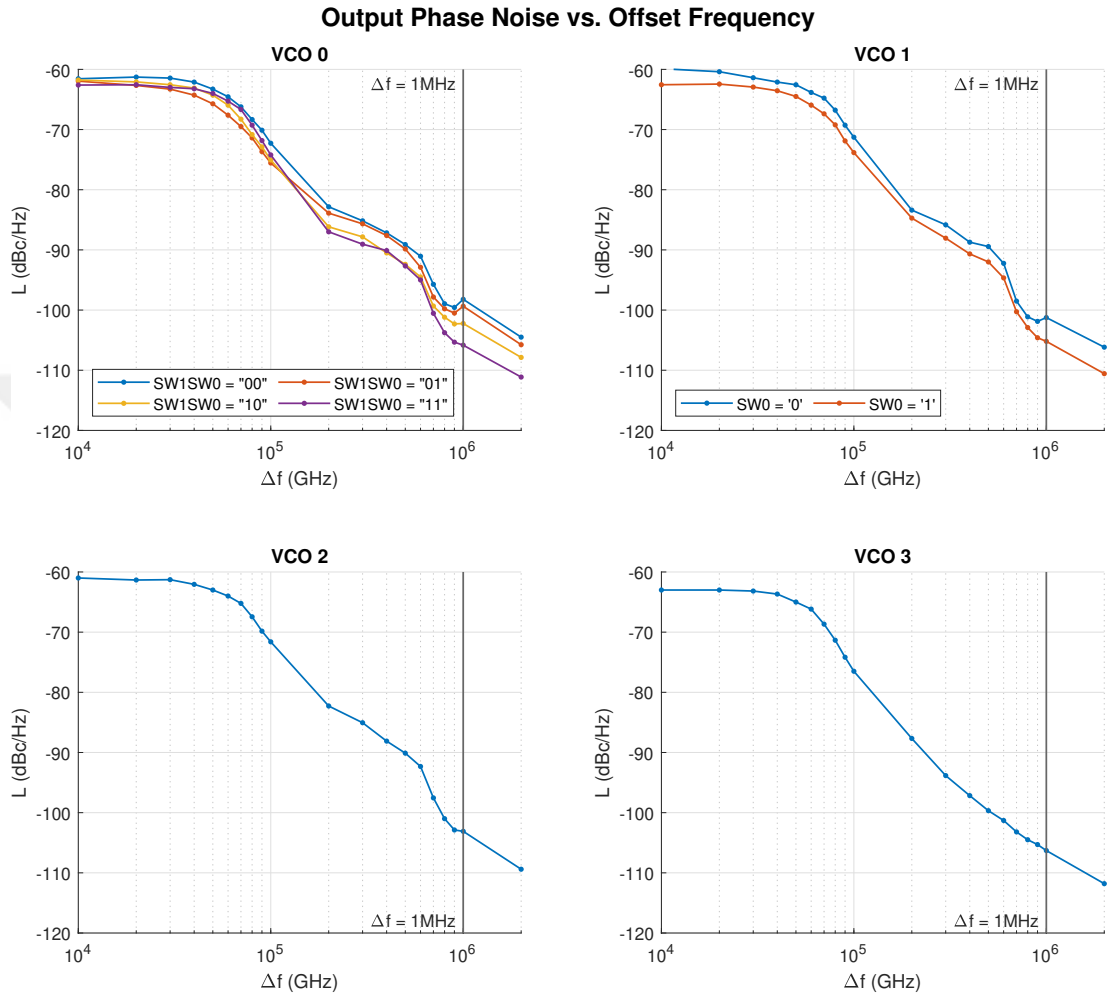 Output Phase Noise vs. Offset Frequency
VCO 0
Δf = 1MHz
-60
-70
-80
-90
-100
-110
-120
L (dBc/Hz)
SW1SW0 = "00" SW1SW0 = "01"
SW1SW0 = "10" SW1SW0 = "11"
10^4 10^5 10^6
Δf (GHz)
VCO 1
Δf = 1MHz
-60
-70
-80
-90
-100
-110
-120
L (dBc/Hz)
SW0 = '0' SW0 = '1'
10^4 10^5 10^6
Δf (GHz)
VCO 2
-60
-70
-80
-90
-100
-110
-120
L (dBc/Hz)
Δf = 1MHz
10^4 10^5 10^6
Δf (GHz)
VCO 3
-60
-70
-80
-90
-100
-110
-120
L (dBc/Hz)
Δf = 1MHz
10^4 10^5 10^6
Δf (GHz)